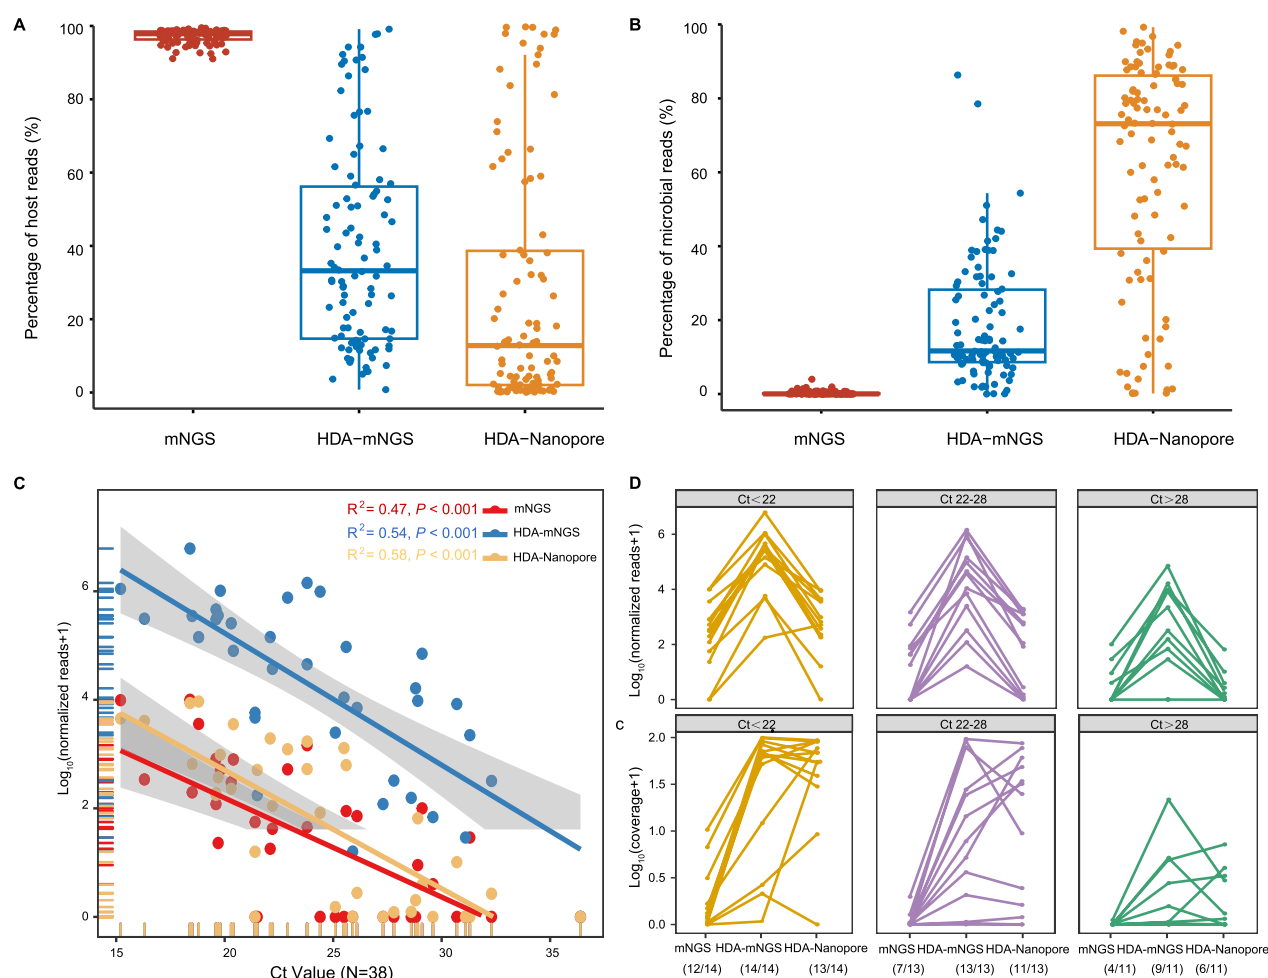 A
Percentage of host reads (%)
100
80
60
40
20
0
mNGS
HDA−mNGS
HDA−Nanopore
B
Percentage of microbial reads (%)
100
80
60
40
20
0
mNGS
HDA−mNGS
HDA−Nanopore
C
R2= 0.47, P < 0.001 mNGS
R2= 0.54, P < 0.001 HDA-mNGS
R2= 0.58, P < 0.001 HDA-Nanopore
Log10(normalized reads+1)
6
4
2
0
15 20 25 30 35
Ct Value (N=38)
D
Ct<22 Ct 22-28 Ct>28
Log10(normalized reads+1)
6
4
2
0
C
Ct<22 Ct 22-28 Ct>28
Log10(coverage+1)
2.0
1.5
1.0
0.5
0.0
mNGS HDA-mNGS HDA-Nanopore mNGS HDA-mNGS HDA-Nanopore mNGS HDA-mNGS HDA-Nanopore
(12/14) (14/14) (13/14) (7/13) (13/13) (11/13) (4/11) (9/11) (6/11)